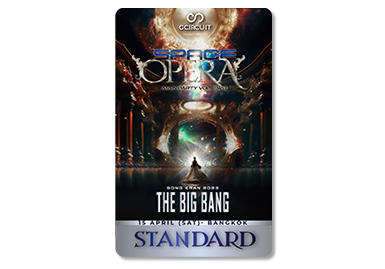 GCIRCUIT
SPACE
OPERA
SONG KRAN 2023
THE BIG BANG
15 APRIL (SAT)- BANGKOK
STANDARD